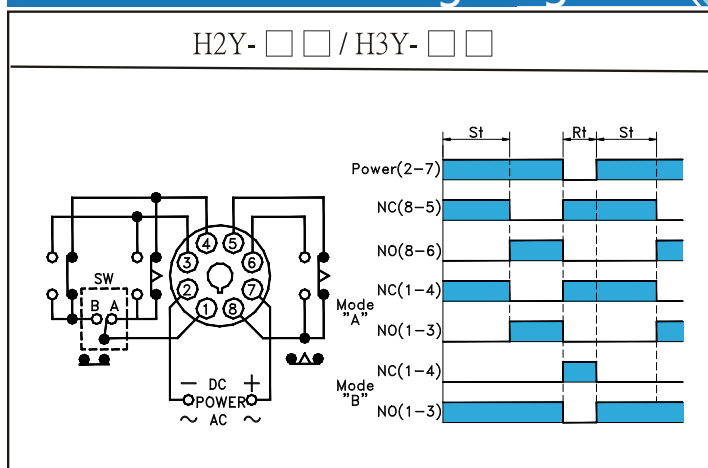 H2Y- □ □ / H3Y- □ □
St Rt St
Power(2-7)
NC(8-5)
NO(8-6)
Mode "A"
NC(1-4)
NO(1-3)
Mode "B"
NC(1-4)
NO(1-3)
4 5
3 6
2 7
1 8
SW
B A
− DC +
POWER
~ AC ~